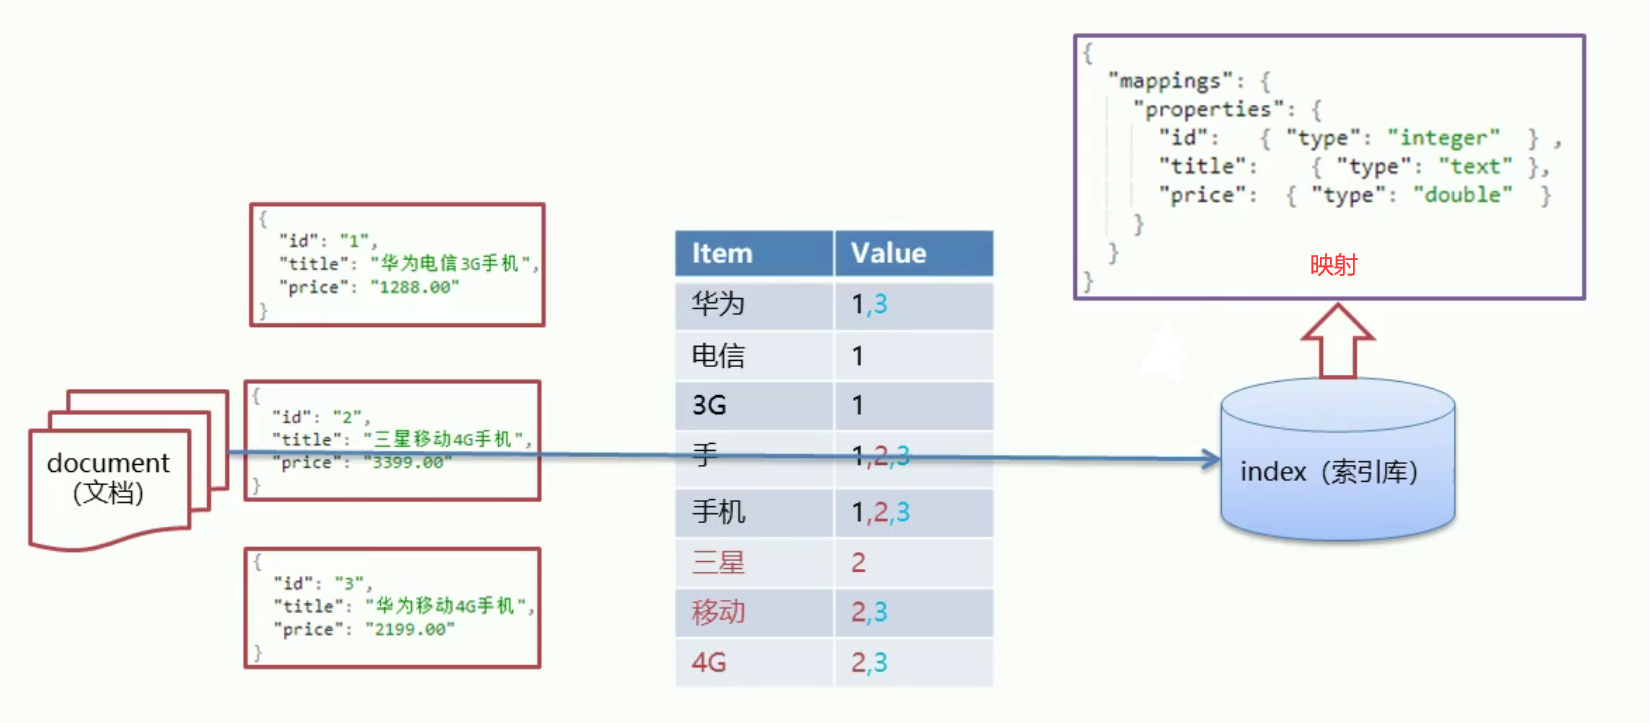 {
"mappings": {
"properties": {
"id": { "type": "integer" } ,
"title": { "type": "text" },
"price": { "type": "double" }
}
}
}
映射
{
"id": "1",
"title": "华为电信3G手机",
"price": "1288.00"
}
{
"id": "2",
"title": "三星移动4G手机",
"price": "3399.00"
}
{
"id": "3",
"title": "华为移动4G手机",
"price": "2199.00"
}
document
（文档）
Item Value
华为 1,3
电信 1
3G 1
手 1,2,3
手机 1,2,3
三星 2
移动 2,3
4G 2,3
index（索引库）